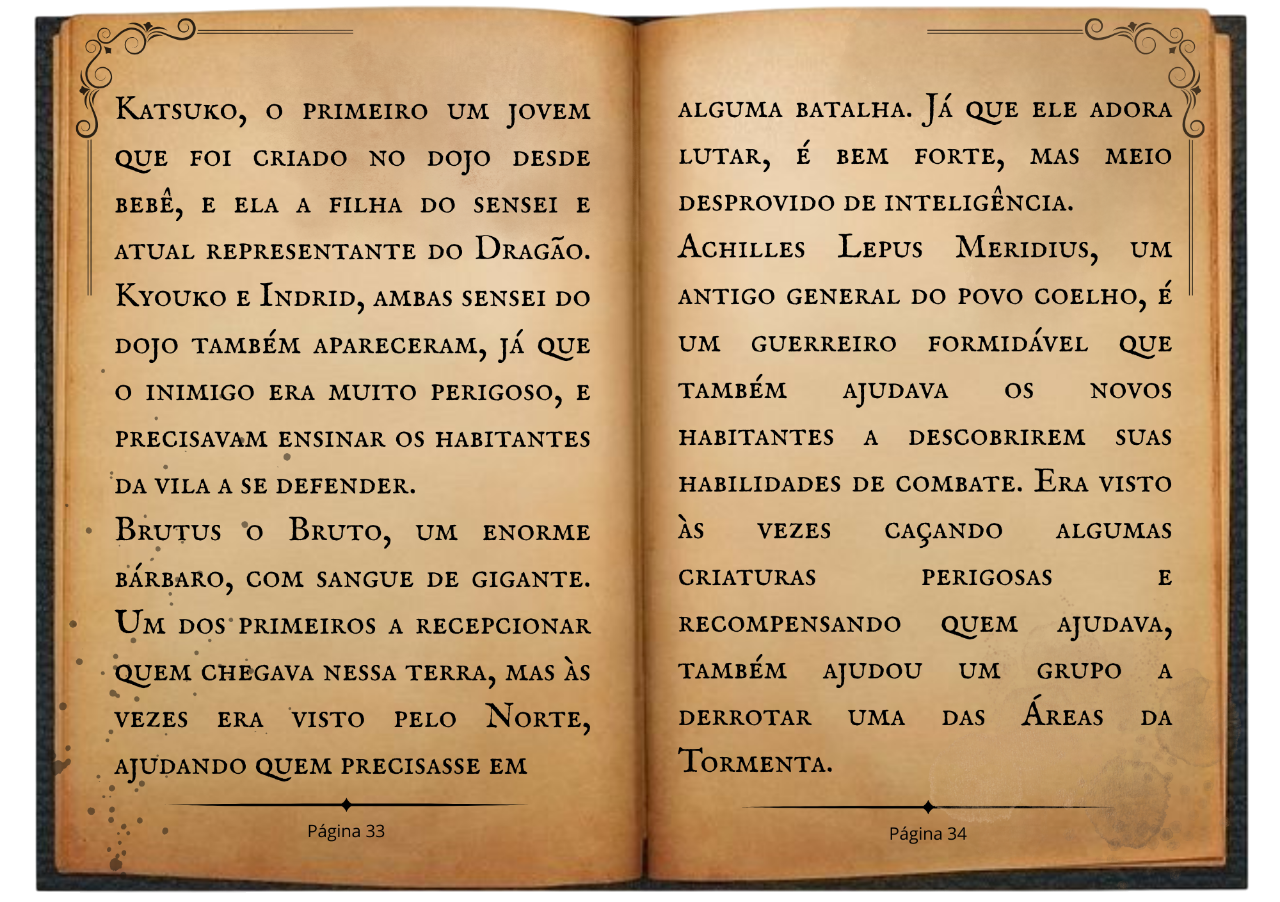 Katsuko, o primeiro um jovem
que foi criado no dojo desde
bebê, e ela a filha do sensei e
atual representante do Dragão.
Kyouko e Indrid, ambas sensei do
dojo também apareceram, já que
o inimigo era muito perigoso, e
precisavam ensinar os habitantes
da vila a se defender.
Brutus o Bruto, um enorme
bárbaro, com sangue de gigante.
Um dos primeiros a recepcionar
quem chegava nessa terra, mas às
vezes era visto pelo Norte,
ajudando quem precisasse em
Página 33
alguma batalha. Já que ele adora
lutar, é bem forte, mas meio
desprovido de inteligência.
Achilles Lepus Meridius, um
antigo general do povo coelho, é
um guerreiro formidável que
também ajudava os novos
habitantes a descobrirem suas
habilidades de combate. Era visto
às vezes caçando algumas
criaturas perigosas e
recompensando quem ajudava,
também ajudou um grupo a
derrotar uma das Áreas da
Tormenta.
Página 34